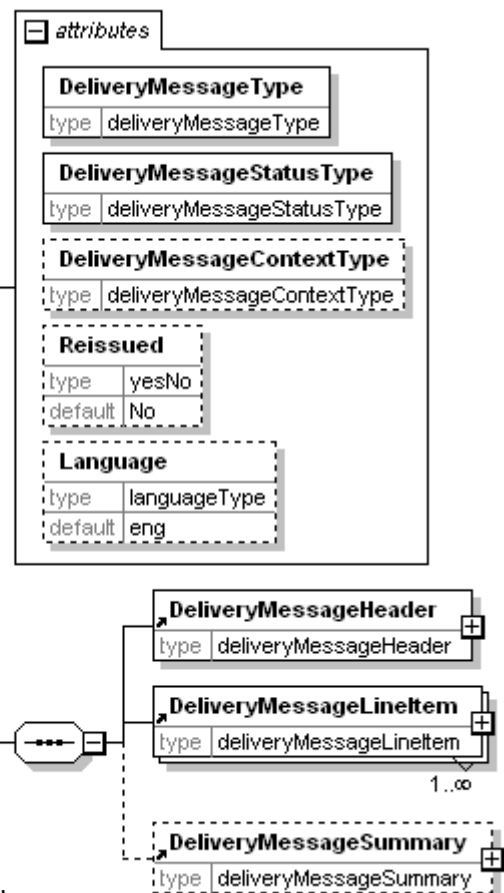 attributes
DeliveryMessageType
type deliveryMessageType
DeliveryMessageStatusType
type deliveryMessageStatusType
DeliveryMessageContextType
type deliveryMessageContextType
Reissued
type yesNo
default No
Language
type languageType
default eng
DeliveryMessageHeader
type deliveryMessageHeader
DeliveryMessageLineItem
type deliveryMessageLineItem
1..∞
DeliveryMessageSummary
type deliveryMessageSummary